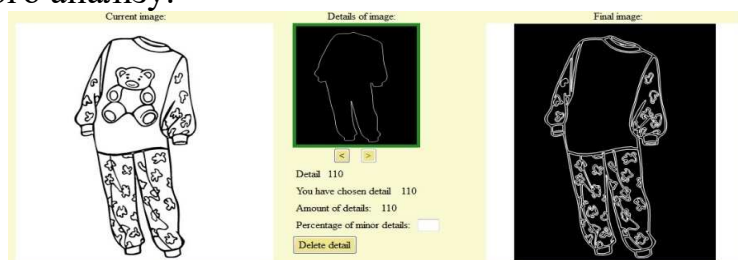 Current image:
Details of image:
Final image:
< >
Detail 110
You have chosen detail 110
Amount of details: 110
Percentage of minor details:
Delete detail